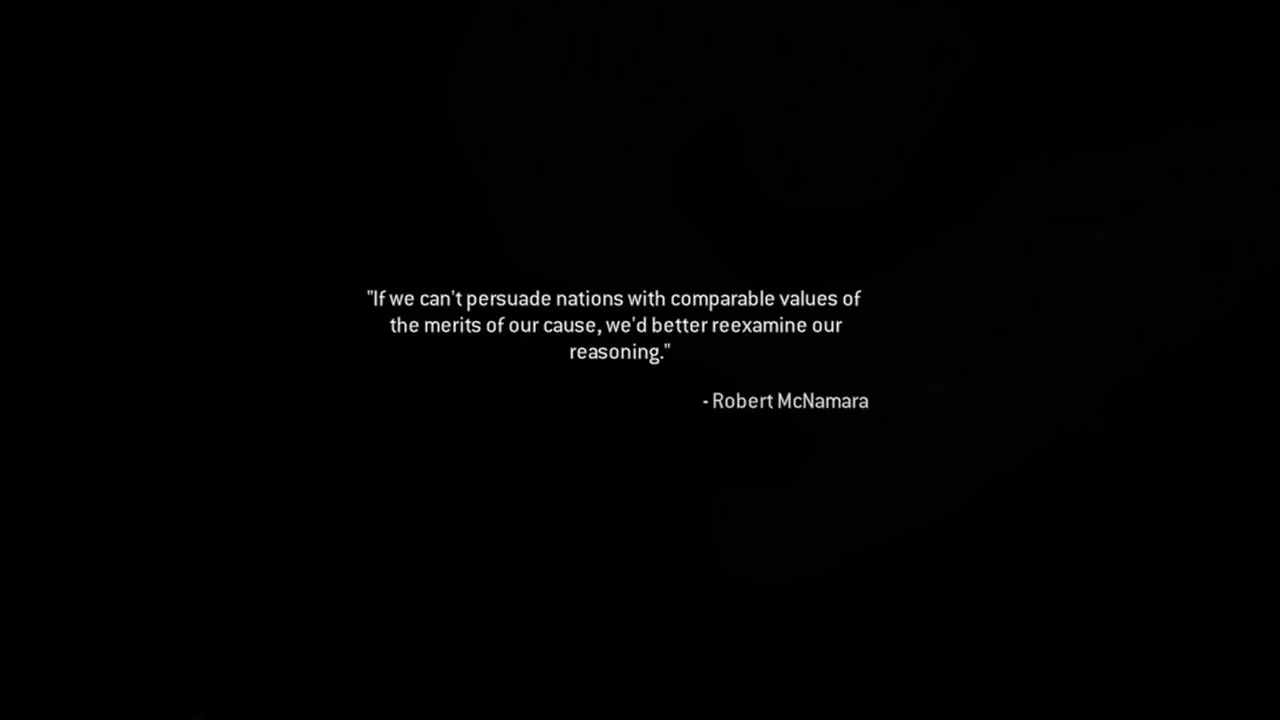 "If we can't persuade nations with comparable values of
the merits of our cause, we'd better reexamine our
reasoning."
- Robert McNamara